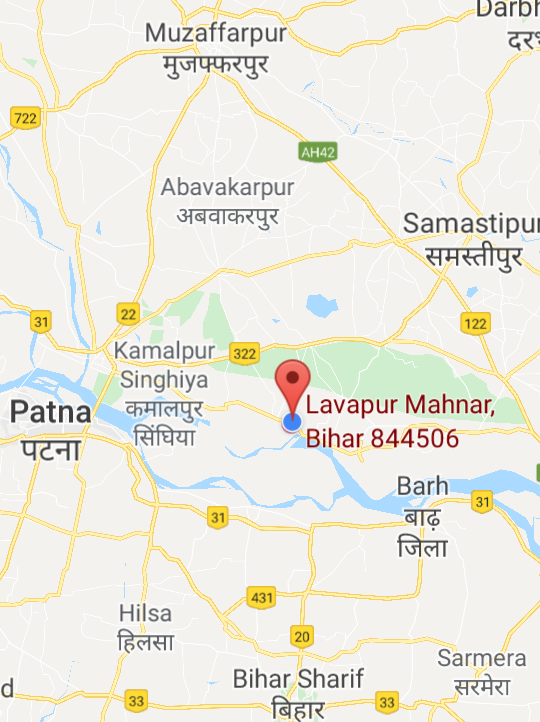 Darbh
दरभ
Muzaffarpur
मुजफ्फरपुर
722
AH42
Abavakarpur
अबवाकरपुर
Samastipur
समस्तीपुर
22
31
122
322
Kamalpur
Singhiya
कमालपुर
सिंघिया
Patna
पटना
Lavapur Mahnar,
Bihar 844506
Barh
बाढ़
जिला
31
31
431
Hilsa
हिलसा
20
Sarmera
सरमेरा
Bihar Sharif
बिहार
d
33
33